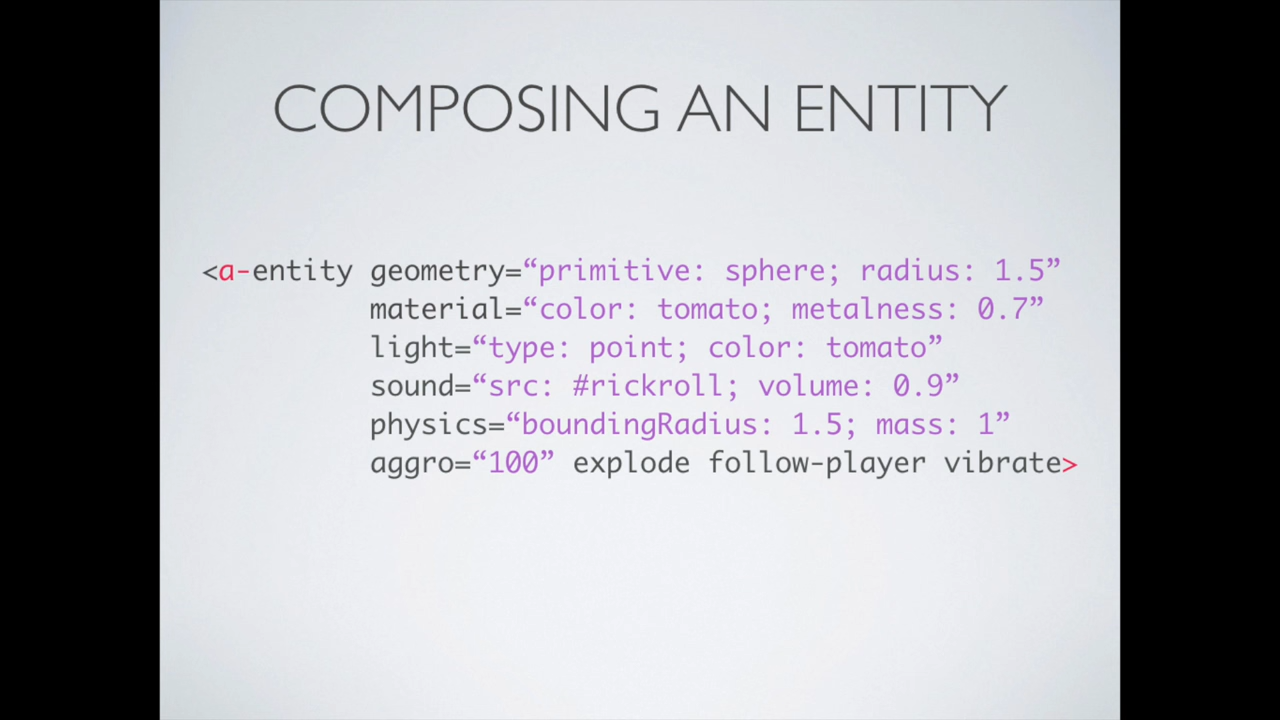 COMPOSING AN ENTITY
<a-entity geometry=“primitive: sphere; radius: 1.5”
material=“color: tomato; metalness: 0.7”
light=“type: point; color: tomato”
sound=“src: #rickroll; volume: 0.9”
physics=“boundingRadius: 1.5; mass: 1”
aggro=“100” explode follow-player vibrate>